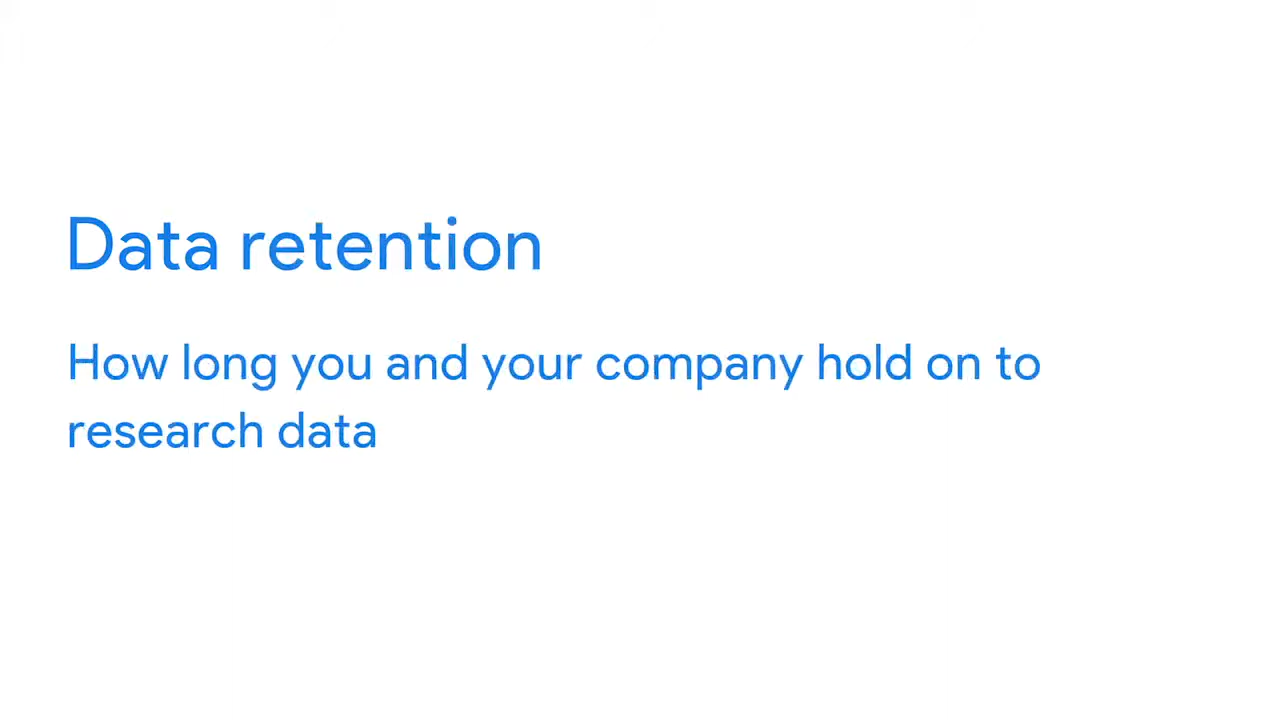 Data retention
How long you and your company hold on to
research data